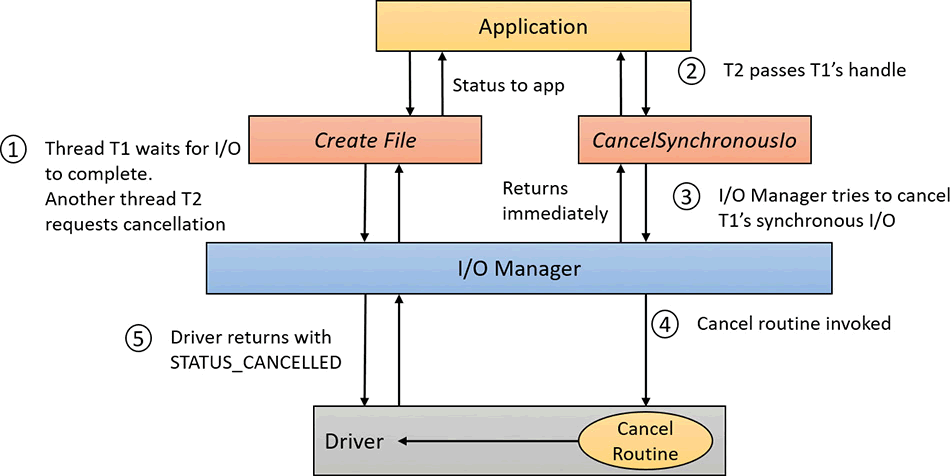 Application
Status to app
2 T2 passes T1’s handle
Create File
CancelSynchronousIo
1 Thread T1 waits for I/O
to complete.
Another thread T2
requests cancellation
Returns
immediately
3 I/O Manager tries to cancel
T1’s synchronous I/O
I/O Manager
5 Driver returns with
STATUS_CANCELLED
4 Cancel routine invoked
Driver
Cancel
Routine